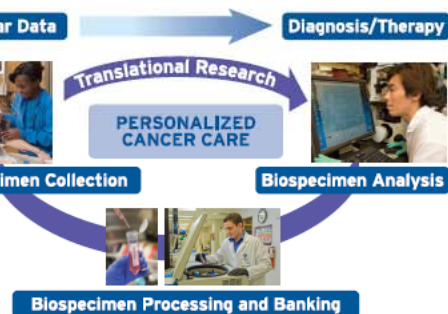 ar Data
Diagnosis/Therapy
Translational Research
PERSONALIZED
CANCER CARE
imen Collection
Biospecimen Analysis
Biospecimen Processing and Banking